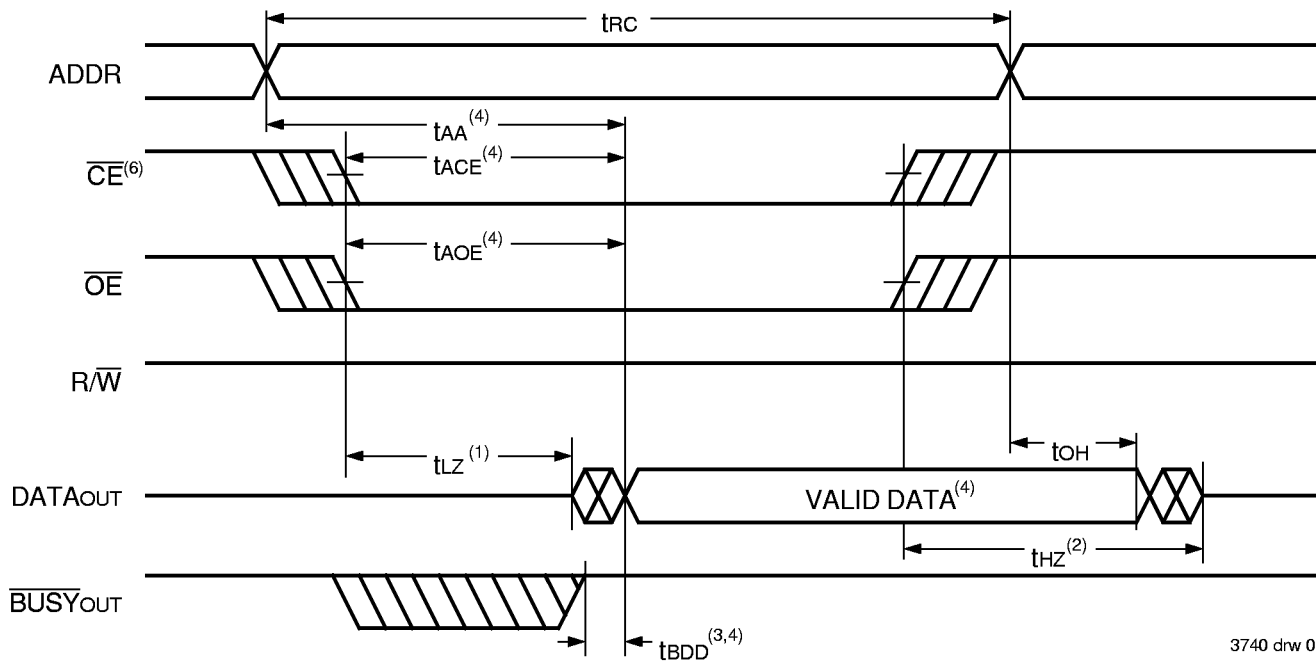 tRC
ADDR
tAA(4)
CE(6)
tACE(4)
tAOE(4)
OE
R/W
tLZ(1)
tOH
DATAOUT
VALID DATA(4)
tHZ(2)
BUSYOUT
tBDD(3,4)
3740 drw 0